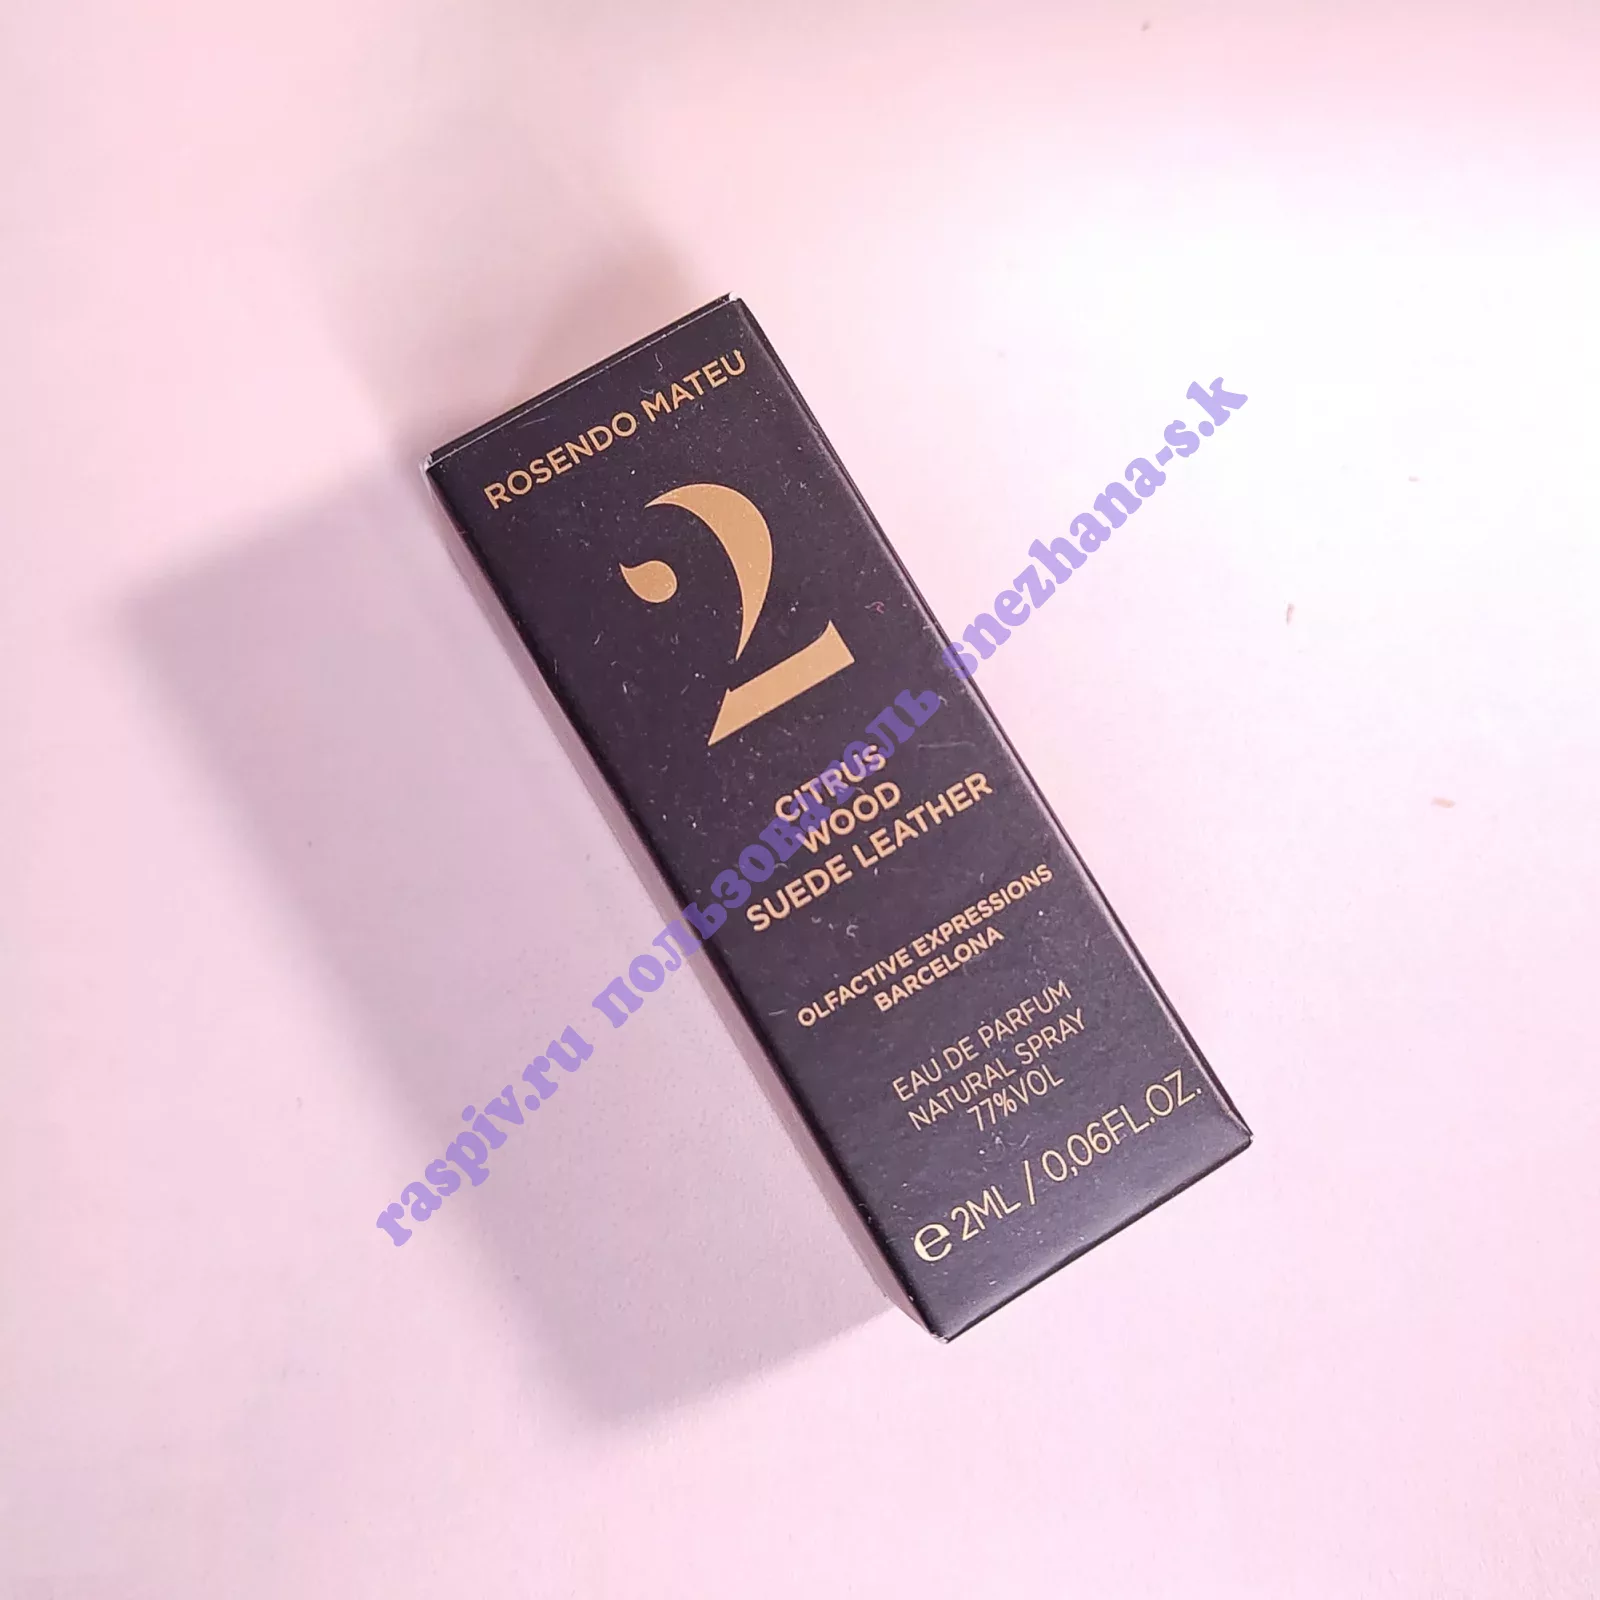 ROSENDO MATEU
2
CITRUS
WOOD
SUEDE LEATHER
OLFACTIVE EXPRESSIONS
BARCELONA
EAU DE PARFUM
NATURAL SPRAY
77%VOL
e 2ML / 0,06FL.OZ.
raspiv.ru пользователь snezhana-s.k